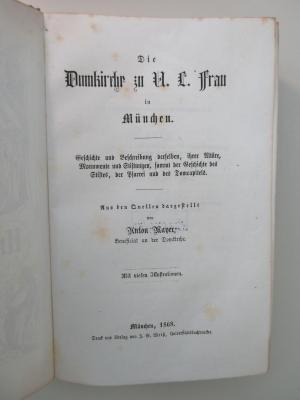 Die
Domkirche zu U. L. Frau
in
München.
Geschichte und Beschreibung derselben, ihrer Altäre,
Monumente und Stiftungen, sammt der Geschichte des
Stiftes, der Pfarrei und des Domcapitels.
Aus den Quellen dargestellt
von
Anton Mayer,
Beneficiat an der Domkirche.
Mit vielen Illustrationen.
München, 1868.
Druck und Verlag von J. G. Weiß, Universitätsbuchdrucker.